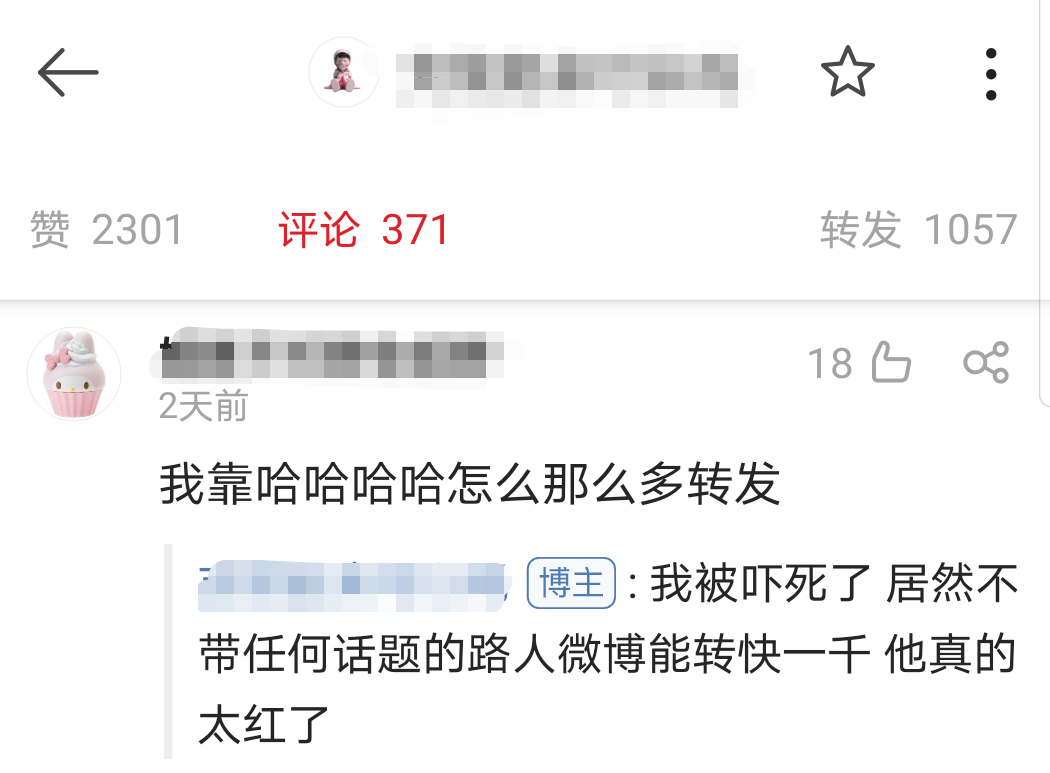 赞 2301 评论 371 转发 1057
18
2天前
我靠哈哈哈哈怎么那么多转发
博主 : 我被吓死了 居然不
带任何话题的路人微博能转快一千 他真的
太红了